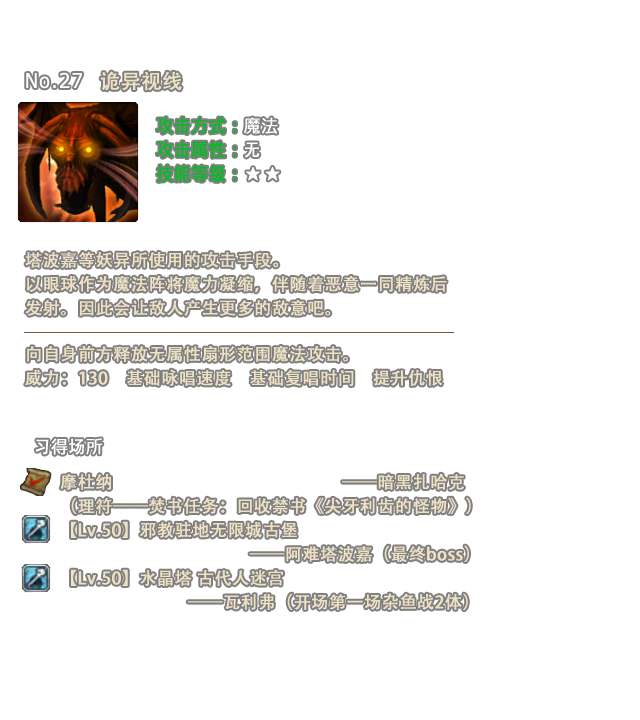 No.27 诡异视线
攻击方式：魔法
攻击属性：无
技能等级：★★
塔波嘉等妖异所使用的攻击手段。
以眼球作为魔法阵将魔力凝缩，伴随着恶意一同精炼后
发射。因此会让敌人产生更多的敌意吧。
向自身前方释放无属性扇形范围魔法攻击。
威力：130 基础咏唱速度 基础复唱时间 提升仇恨
习得场所
摩杜纳 ——暗黑扎哈克
（理符——焚书任务：回收禁书《尖牙利齿的怪物》）
【Lv.50】邪教驻地无限城古堡
——阿难塔波嘉（最终boss）
【Lv.50】水晶塔 古代人迷宫
——瓦利弗（开场第一场杂鱼战2体）